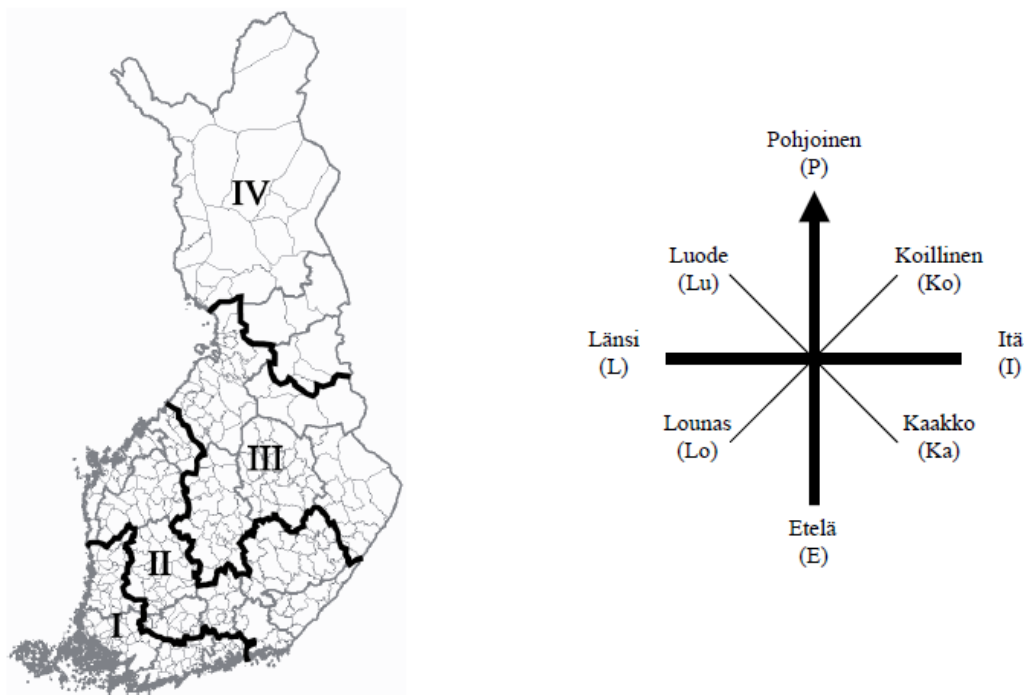 IV
III
II
I
Pohjoinen
(P)
Luode
(Lu)
Koillinen
(Ko)
Länsi
(L)
Itä
(I)
Lounas
(Lo)
Kaakko
(Ka)
Etelä
(E)